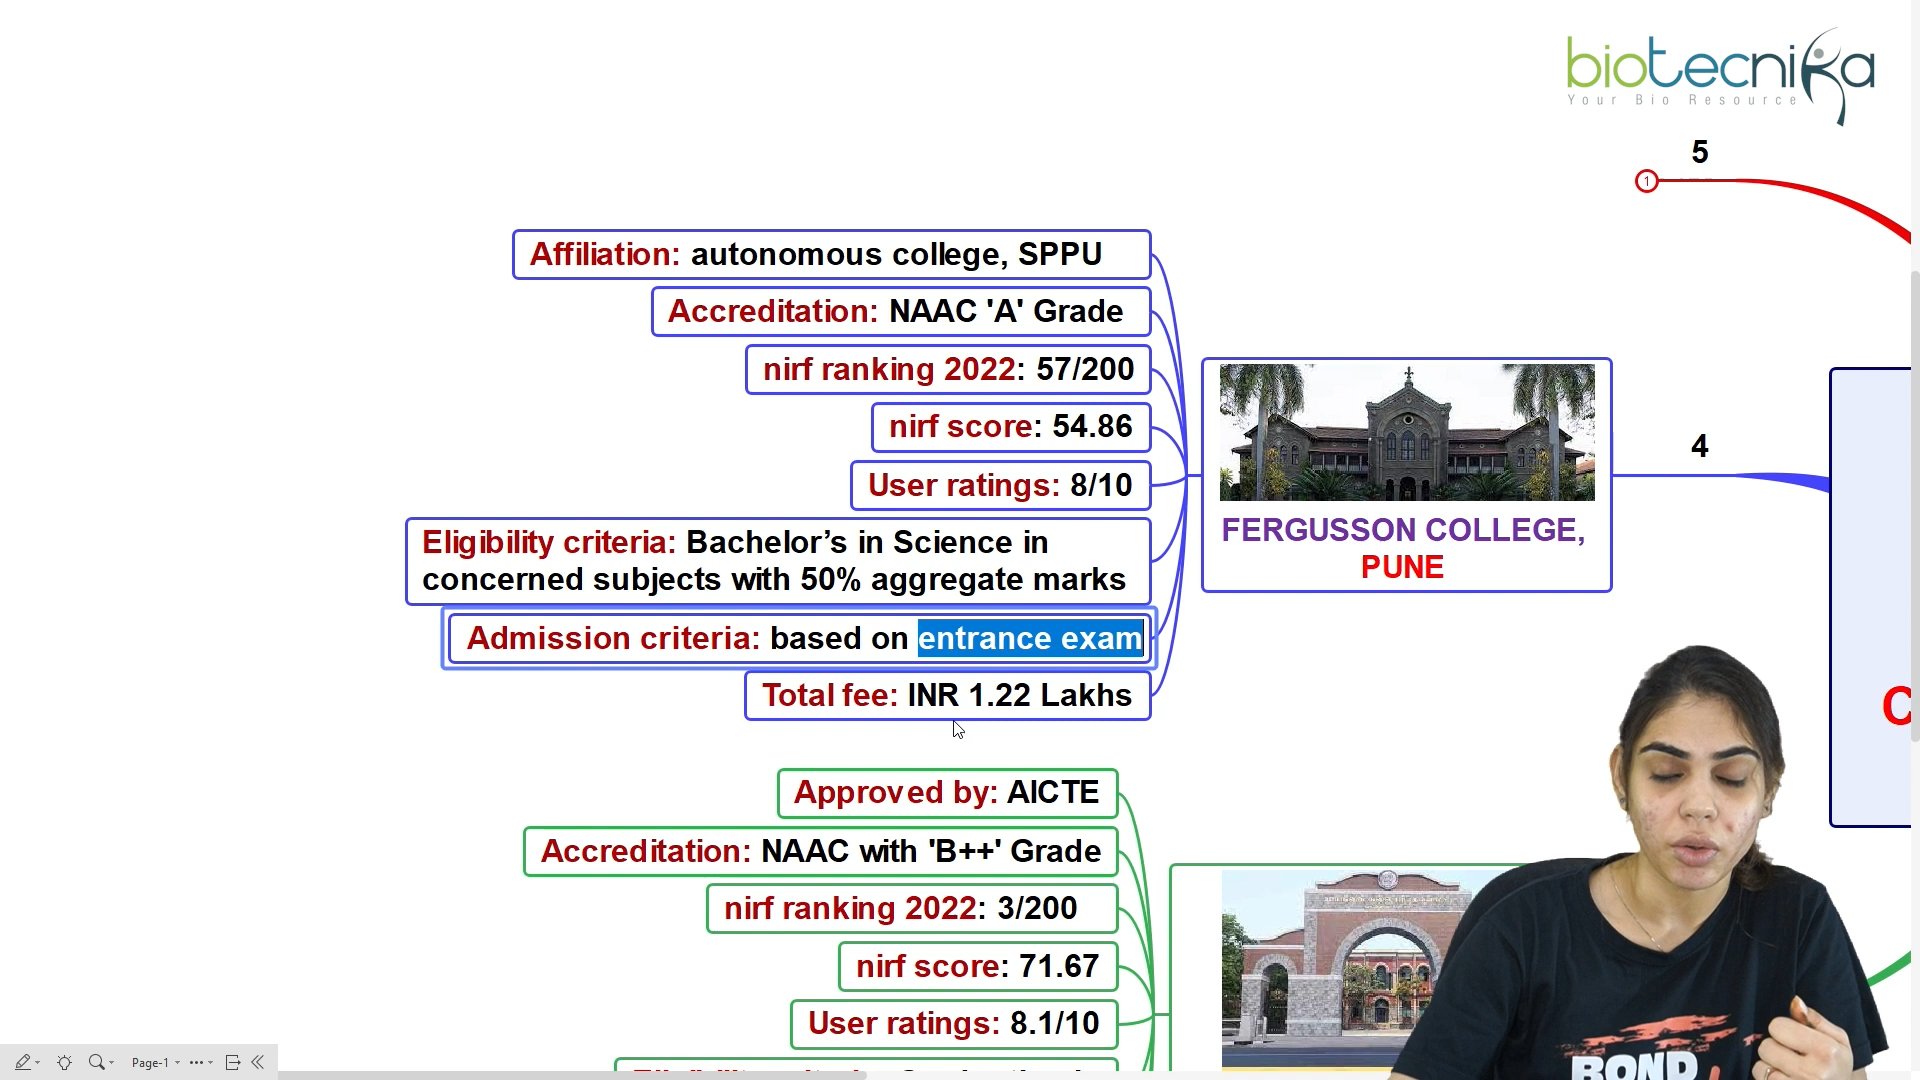 biotecnika
Your Bio Resource
5
1
Affiliation: autonomous college, SPPU
Accreditation: NAAC 'A' Grade
nirf ranking 2022: 57/200
nirf score: 54.86
User ratings: 8/10
Eligibility criteria: Bachelor’s in Science in
concerned subjects with 50% aggregate marks
Admission criteria: based on entrance exam
Total fee: INR 1.22 Lakhs
FERGUSSON COLLEGE,
PUNE
4
C
Approved by: AICTE
Accreditation: NAAC with 'B++' Grade
nirf ranking 2022: 3/200
nirf score: 71.67
User ratings: 8.1/10
BOND
Page-1